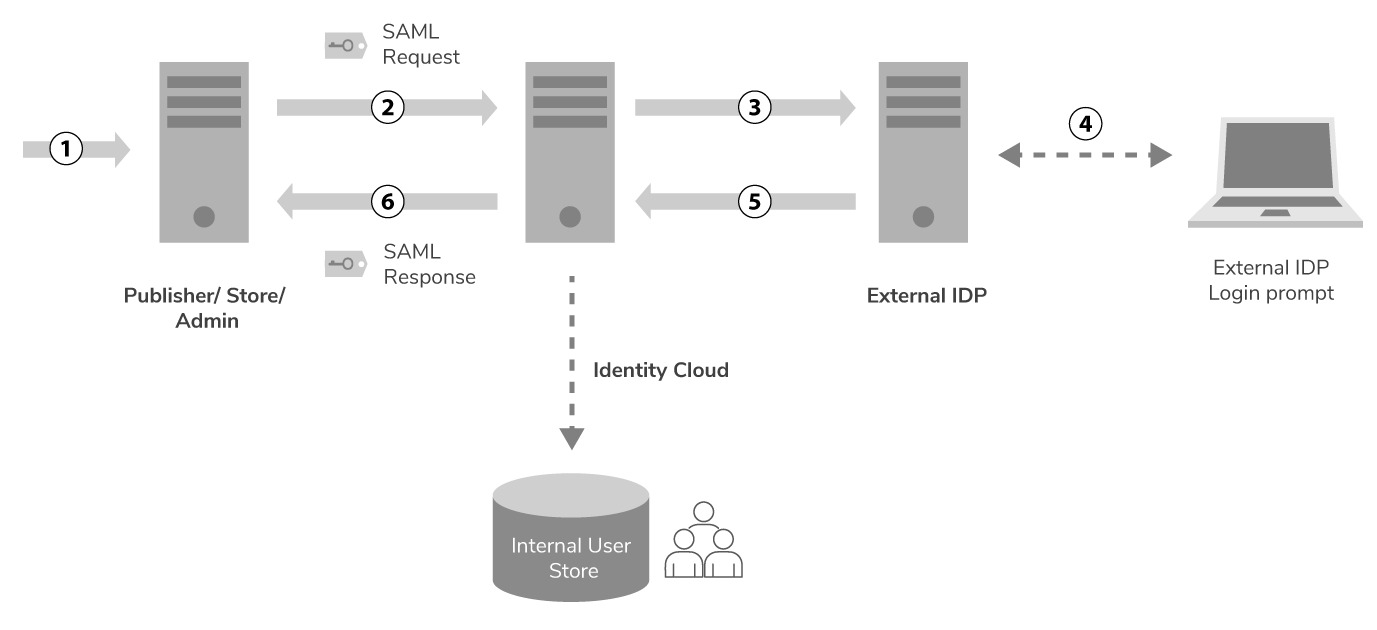 SAML
Request
2
3
4
1
6
5
SAML
Response
Publisher/ Store/
Admin
External IDP
External IDP
Login prompt
Identity Cloud
Internal User
Store